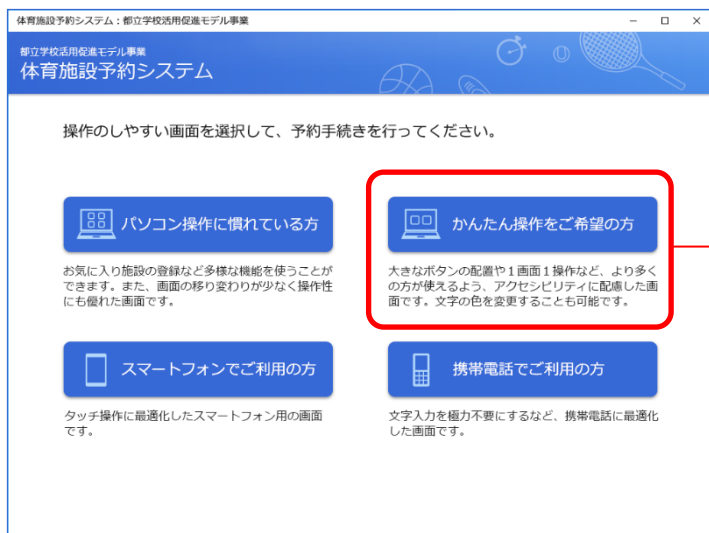 体育施設予約システム：都立学校活用促進モデル事業
都立学校活用促進モデル事業
体育施設予約システム
操作のしやすい画面を選択して、予約手続きを行ってください。
パソコン操作に慣れている方
お気に入り施設の登録など多様な機能を使うことが
できます。また、画面の移り変わりが少なく操作性
にも優れた画面です。
かんたん操作をご希望の方
大きなボタンの配置や１画面１操作など、より多く
の方が使えるよう、アクセシビリティに配慮した画
面です。文字の色を変更することも可能です。
スマートフォンでご利用の方
タッチ操作に最適化したスマートフォン用の画面
です。
携帯電話でご利用の方
文字入力を極力不要にするなど、携帯電話に最適化
した画面です。